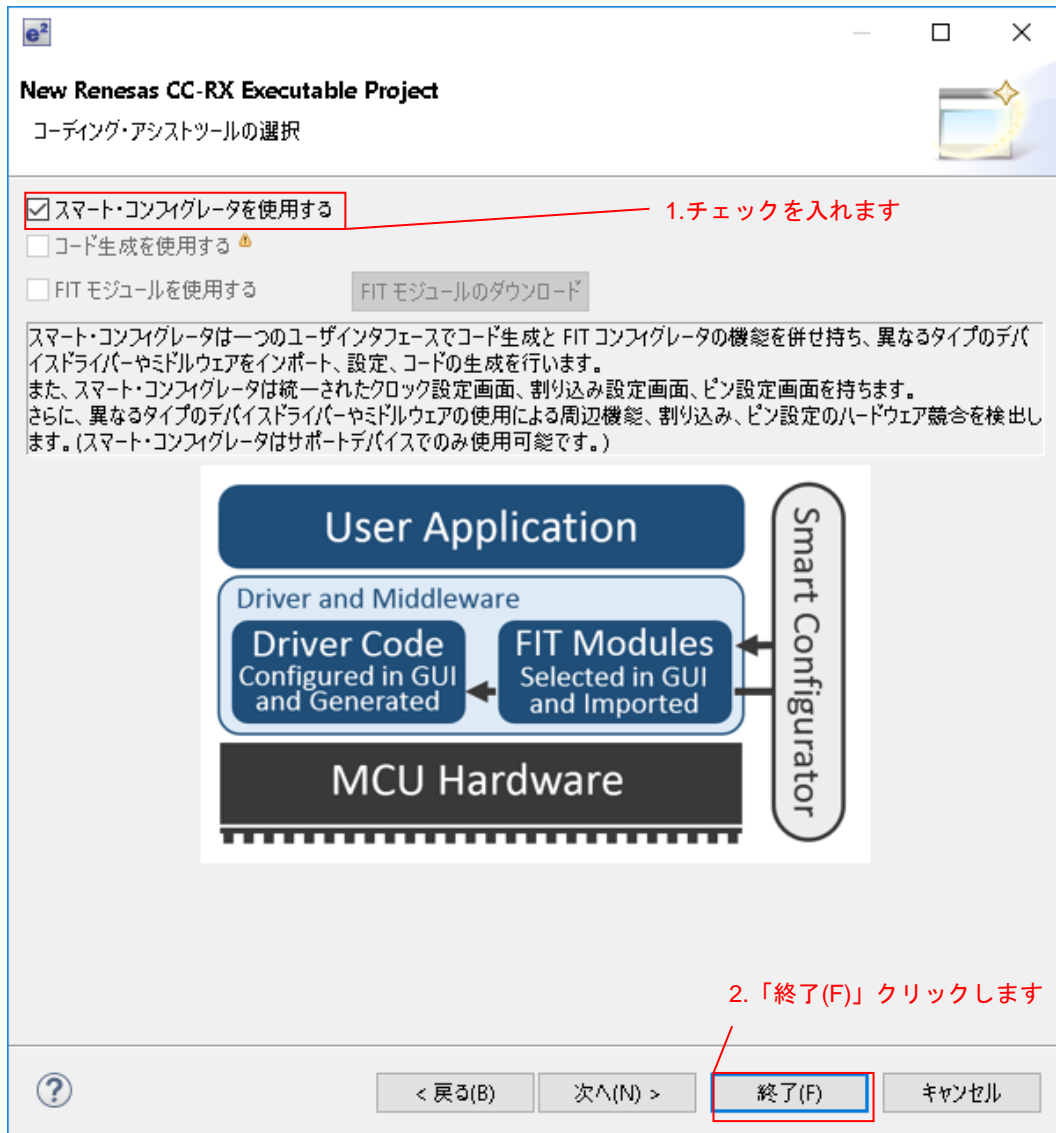 e²
New Renesas CC-RX Executable Project
コーディング・アシストツールの選択
スマート・コンフィグレータを使用する
1.チェックを入れます
コード生成を使用する
FIT モジュールを使用する
FIT モジュールのダウンロード
スマート・コンフィグレータは一つのユーザインタフェースでコード生成と FIT コンフィグレータの機能を併せ持ち、異なるタイプのデバ
イスドライバーやミドルウェアをインポート、設定、コードの生成を行います。
また、スマート・コンフィグレータは統一されたクロック設定画面、割り込み設定画面、ピン設定画面を持ちます。
さらに、異なるタイプのデバイスドライバーやミドルウェアの使用による周辺機能、割り込み、ピン設定のハードウェア競合を検出し
ます。(スマート・コンフィグレータはサポートデバイスでのみ使用可能です。)
User Application
Driver and Middleware
Driver Code
Configured in GUI
and Generated
FIT Modules
Selected in GUI
and Imported
MCU Hardware
Smart Configurator
2.「終了(F)」クリックします
?
< 戻る(B)
次へ(N) >
終了(F)
キャンセル